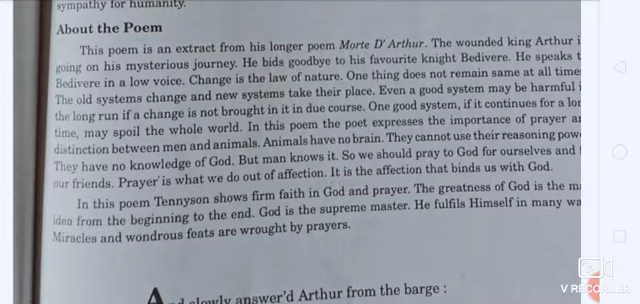 sympathy for humanity.
About the Poem
This poem is an extract from his longer poem Morte D' Arthur. The wounded king Arthur i
going on his mysterious journey. He bids goodbye to his favourite knight Bedivere. He speaks t
Bedivere in a low voice. Change is the law of nature. One thing does not remain same at all time
The old systems change and new systems take their place. Even a good system may be harmful i
the long run if a change is not brought in it in due course. One good system, if it continues for a lon
time, may spoil the whole world. In this poem the poet expresses the importance of prayer an
distinction between men and animals. Animals have no brain. They cannot use their reasoning pow
They have no knowledge of God. But man knows it. So we should pray to God for ourselves and
our friends. Prayer is what we do out of affection. It is the affection that binds us with God.
In this poem Tennyson shows firm faith in God and prayer. The greatness of God is the ma
idea from the beginning to the end. God is the supreme master. He fulfils Himself in many wa
Miracles and wondrous feats are wrought by prayers.
And slowly answer'd Arthur from the barge :
V RECORDER